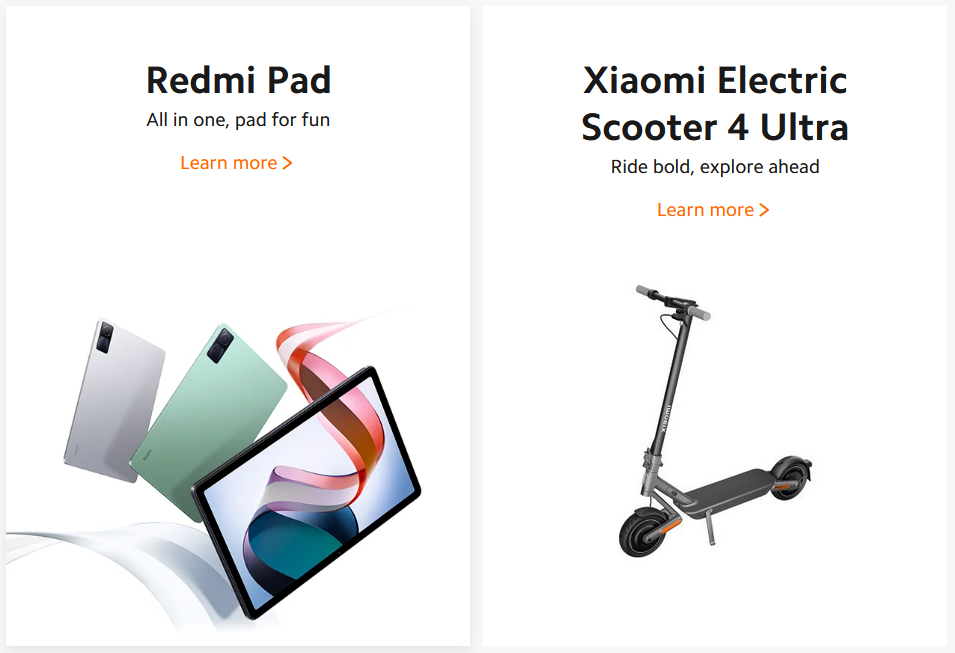 Redmi Pad
All in one, pad for fun
Learn more >
Xiaomi Electric
Scooter 4 Ultra
Ride bold, explore ahead
Learn more >
xiaomi